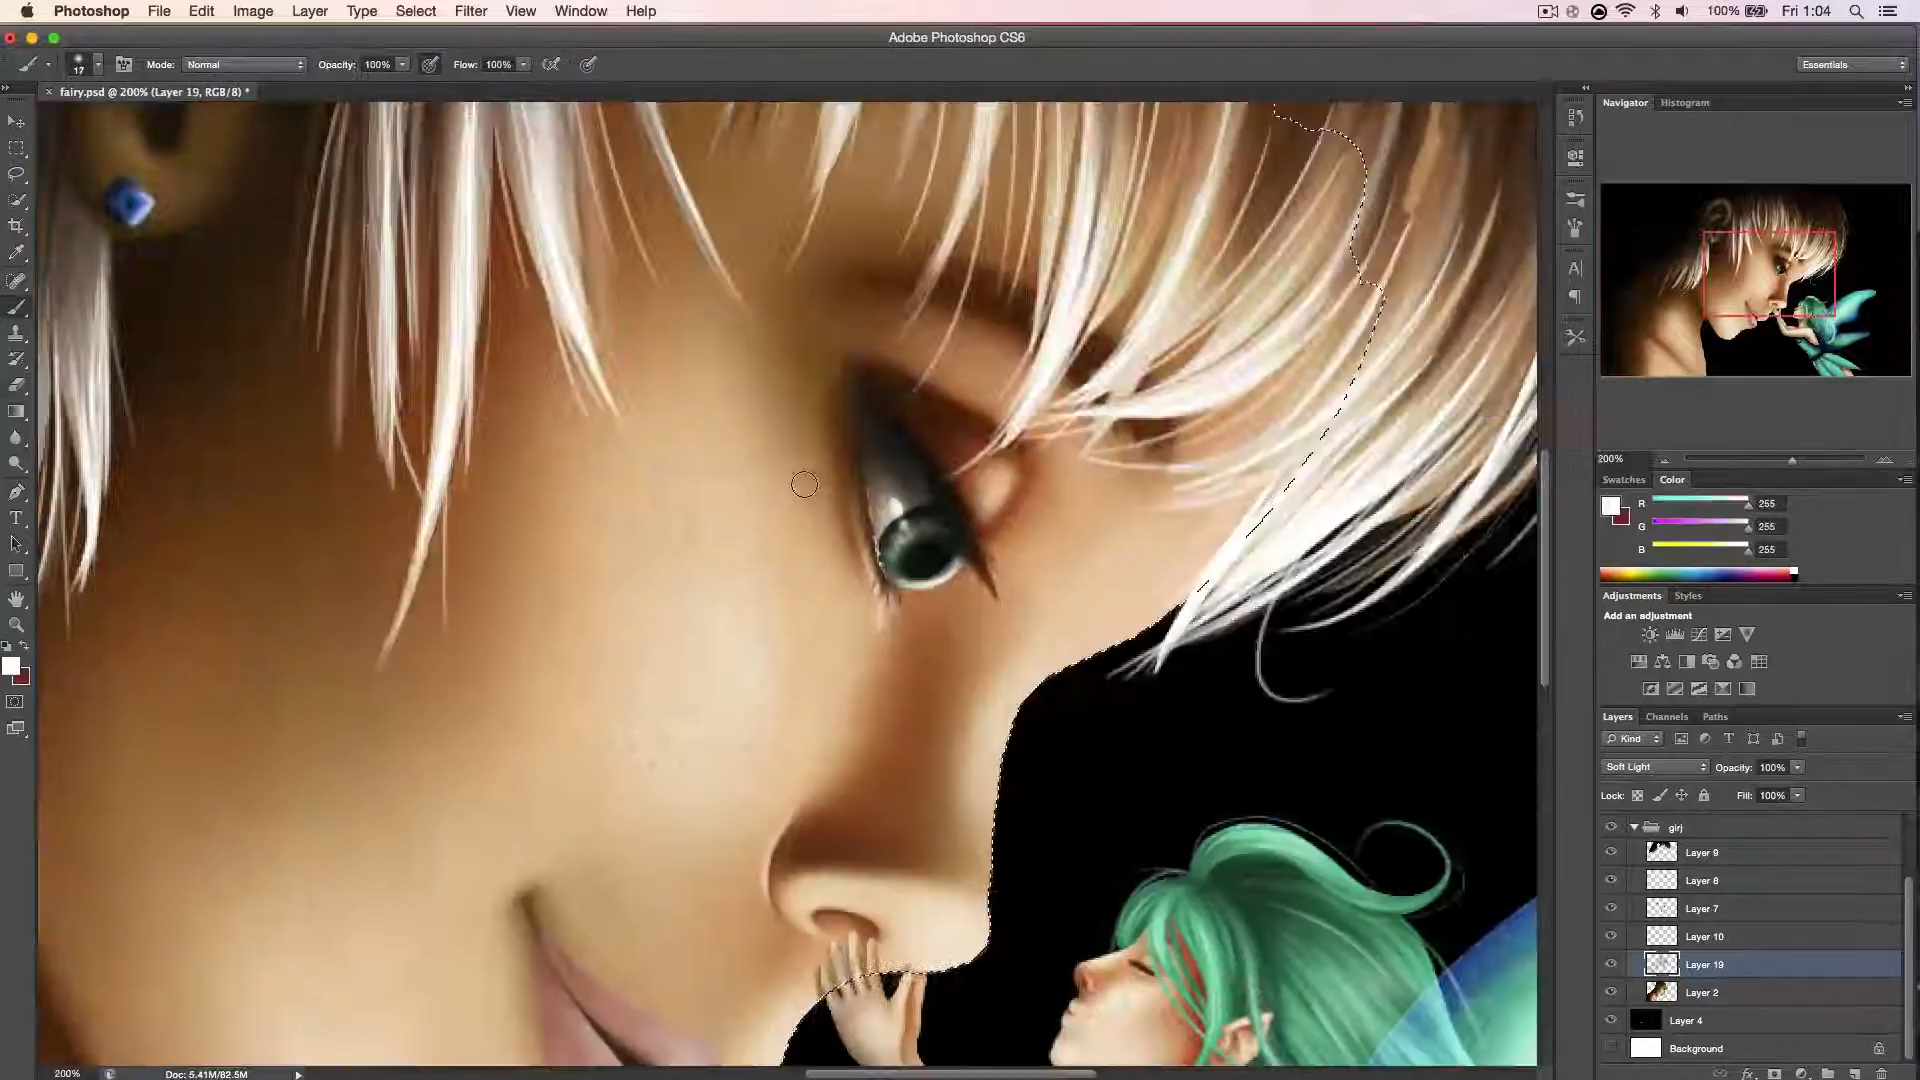 Photoshop File Edit Image Layer Type Select Filter View Window Help 100% Fri 1:04
Adobe Photoshop CS6
17 Mode: Normal Opacity: 100% Flow: 100% Essentials
× fairy.psd @ 200% (Layer 19, RGB/8) *
Navigator Histogram
200%
Swatches Color
R 255
G 255
B 255
Adjustments Styles
Add an adjustment
Layers Channels Paths
Kind
Soft Light Opacity: 100%
Lock: Fill: 100%
girj
Layer 9
Layer 8
Layer 7
Layer 10
Layer 19
Layer 2
Layer 4
Background
200% Doc: 5.41M/82.5M